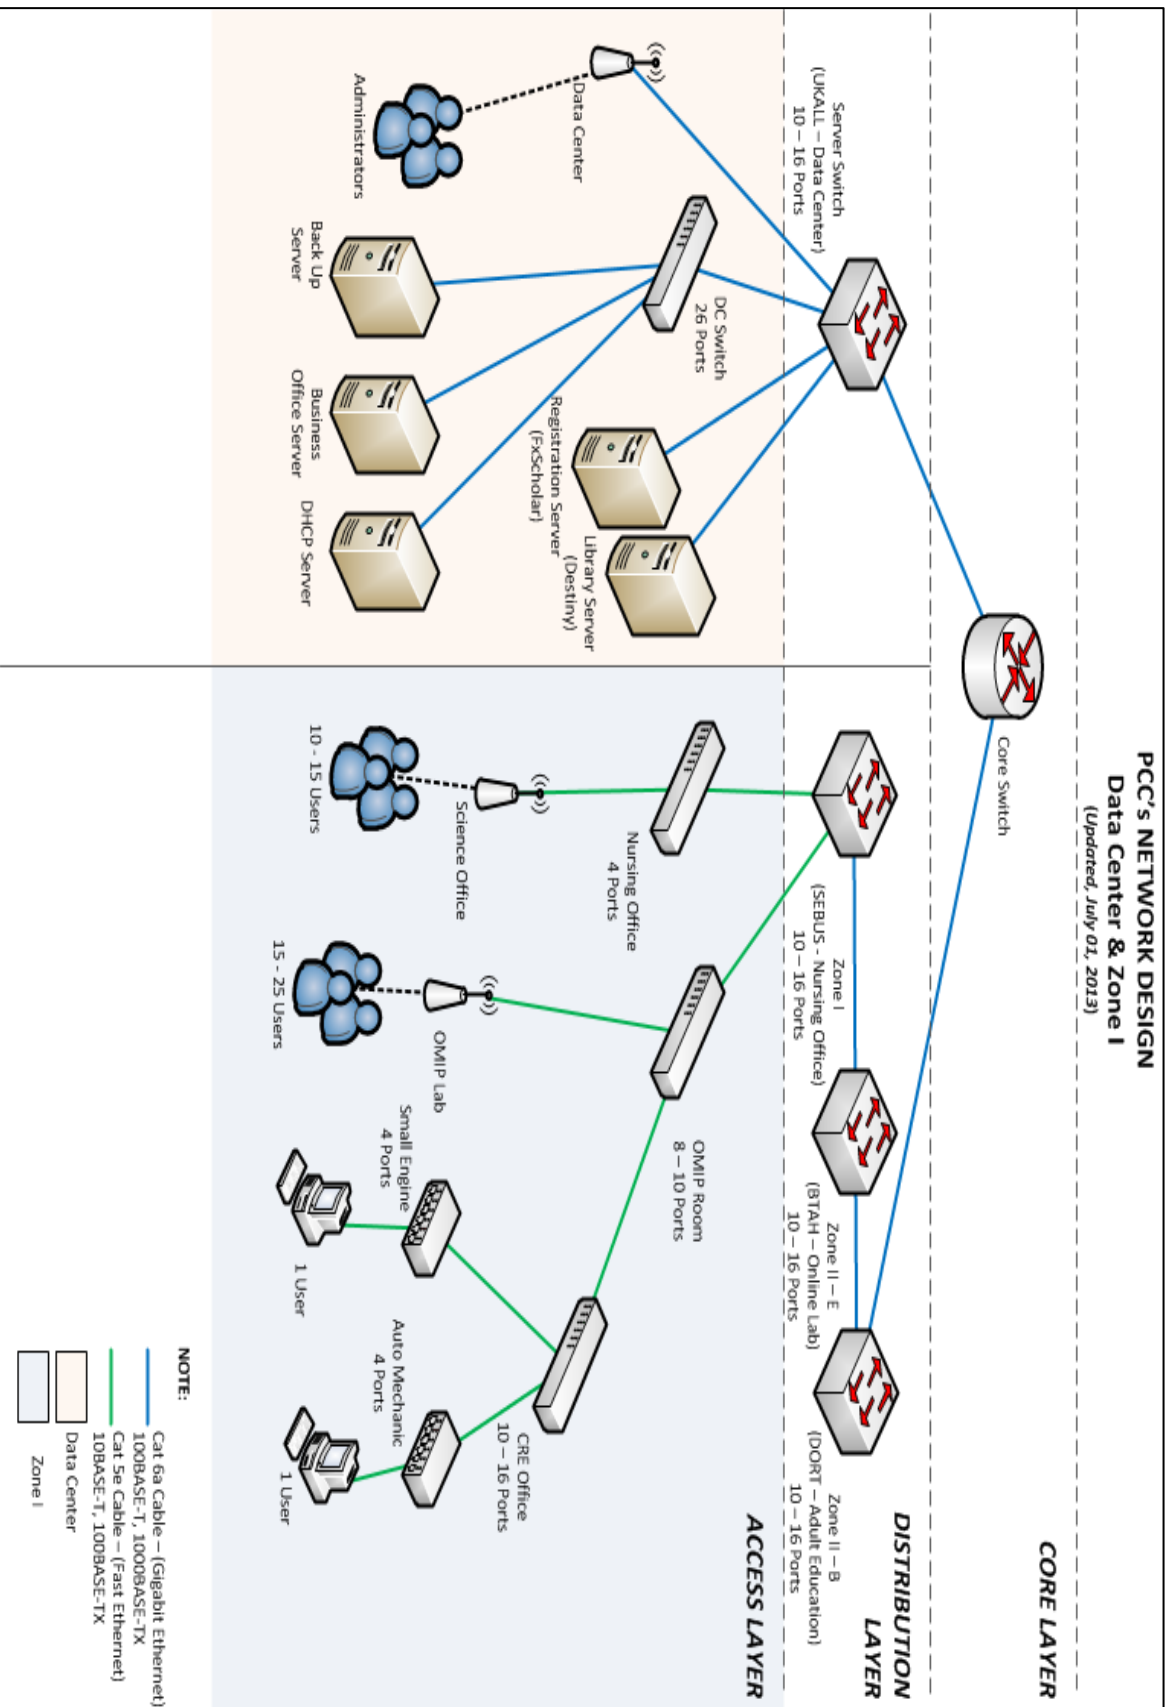 PCC's NETWORK DESIGN
Data Center & Zone I
(Updated, July 01, 2013)
CORE LAYER
Core Switch
DISTRIBUTION
LAYER
Server Switch
(UKALL – Data Center)
10 – 16 Ports
Zone I
(SEBUS - Nursing Office)
10 – 16 Ports
Zone II – E
(BTAH – Online Lab)
10 – 16 Ports
Zone II – B
(DORT – Adult Education)
10 – 16 Ports
ACCESS LAYER
Data Center
Administrators
DC Switch
26 Ports
Registration Server
(FxScholar)
Library Server
(Destiny)
Back Up
Server
Business
Office Server
DHCP Server
Nursing Office
4 Ports
Science Office
10 - 15 Users
OMIP Room
8 – 10 Ports
OMIP Lab
15 - 25 Users
Small Engine
4 Ports
1 User
CRE Office
10 – 16 Ports
Auto Mechanic
4 Ports
1 User
NOTE:
Cat 6a Cable – (Gigabit Ethernet)
100BASE-T, 1000BASE-TX
Cat 5e Cable – (Fast Ethernet)
10BASE-T, 100BASE-TX
Data Center
Zone I